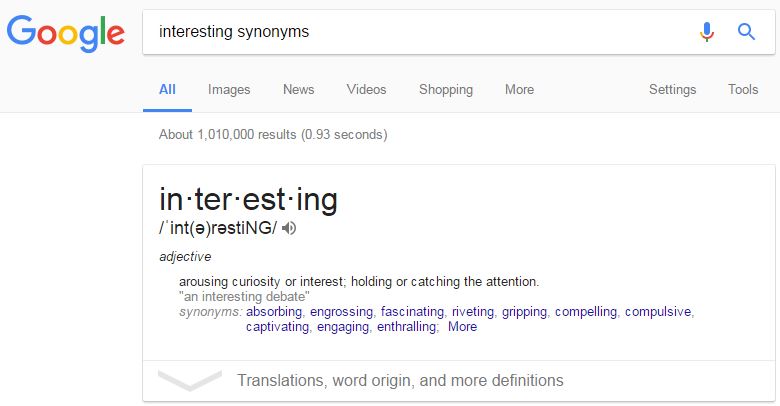 Google
interesting synonyms
All Images News Videos Shopping More Settings Tools
About 1,010,000 results (0.93 seconds)
in·ter·est·ing
/ˈint(ə)rəstiNG/
adjective
arousing curiosity or interest; holding or catching the attention.
"an interesting debate"
synonyms: absorbing, engrossing, fascinating, riveting, gripping, compelling, compulsive,
captivating, engaging, enthralling; More
Translations, word origin, and more definitions